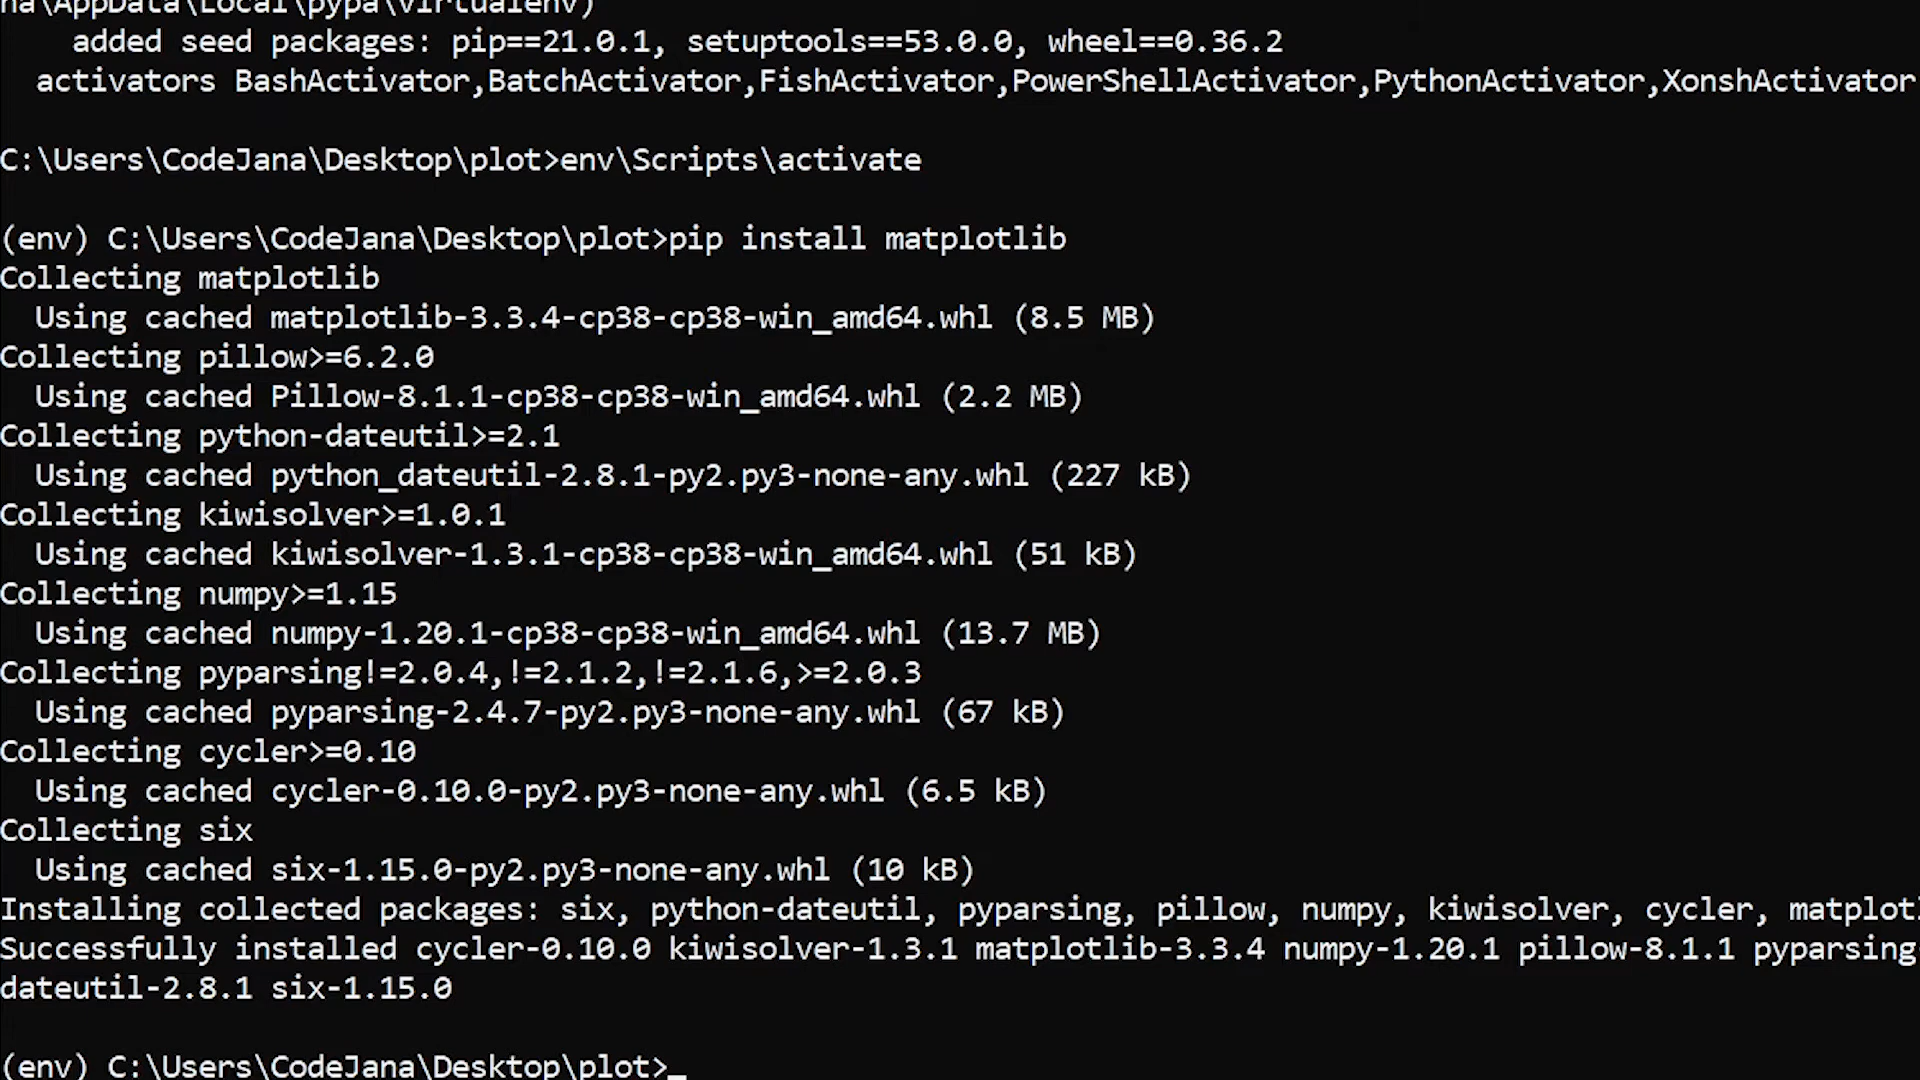 na\AppData\Local\pypa\virtualenv)
    added seed packages: pip==21.0.1, setuptools==53.0.0, wheel==0.36.2
  activators BashActivator,BatchActivator,FishActivator,PowerShellActivator,PythonActivator,XonshActivator
C:\Users\CodeJana\Desktop\plot>env\Scripts\activate
(env) C:\Users\CodeJana\Desktop\plot>pip install matplotlib
Collecting matplotlib
  Using cached matplotlib-3.3.4-cp38-cp38-win_amd64.whl (8.5 MB)
Collecting pillow>=6.2.0
  Using cached Pillow-8.1.1-cp38-cp38-win_amd64.whl (2.2 MB)
Collecting python-dateutil>=2.1
  Using cached python_dateutil-2.8.1-py2.py3-none-any.whl (227 kB)
Collecting kiwisolver>=1.0.1
  Using cached kiwisolver-1.3.1-cp38-cp38-win_amd64.whl (51 kB)
Collecting numpy>=1.15
  Using cached numpy-1.20.1-cp38-cp38-win_amd64.whl (13.7 MB)
Collecting pyparsing!=2.0.4,!=2.1.2,!=2.1.6,>=2.0.3
  Using cached pyparsing-2.4.7-py2.py3-none-any.whl (67 kB)
Collecting cycler>=0.10
  Using cached cycler-0.10.0-py2.py3-none-any.whl (6.5 kB)
Collecting six
  Using cached six-1.15.0-py2.py3-none-any.whl (10 kB)
Installing collected packages: six, python-dateutil, pyparsing, pillow, numpy, kiwisolver, cycler, matplotl
Successfully installed cycler-0.10.0 kiwisolver-1.3.1 matplotlib-3.3.4 numpy-1.20.1 pillow-8.1.1 pyparsing
dateutil-2.8.1 six-1.15.0
(env) C:\Users\CodeJana\Desktop\plot>_